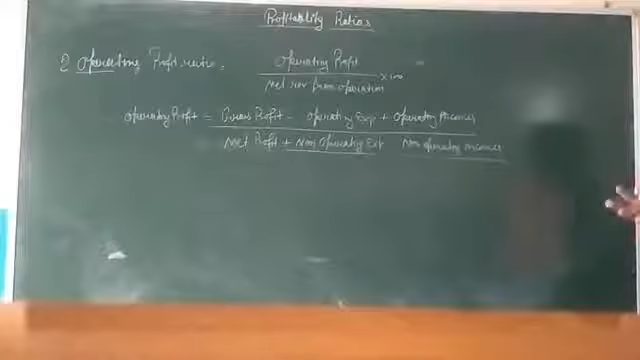 Profitability Ratios
2 Operating Profit ratio = Operating Profit =
Net rev from operation ×100
Operating Profit = Gross Profit - Operating Exp + Operating Incomes
Net Profit + Non Operating Exp Non operating incomes